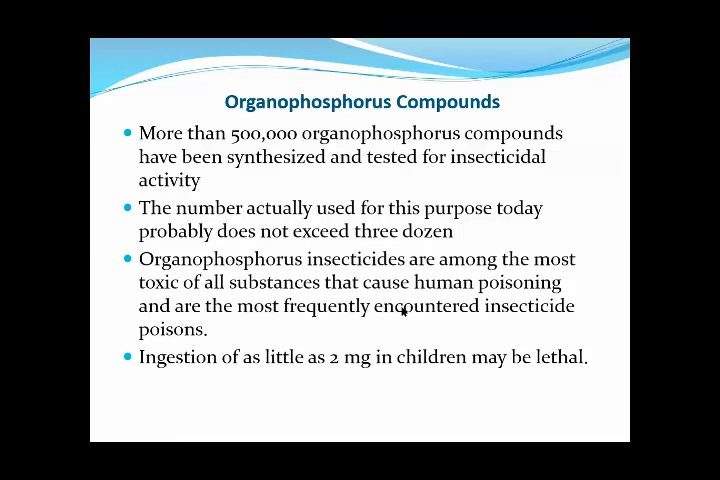 Organophosphorus Compounds
• More than 500,000 organophosphorus compounds
have been synthesized and tested for insecticidal
activity
• The number actually used for this purpose today
probably does not exceed three dozen
• Organophosphorus insecticides are among the most
toxic of all substances that cause human poisoning
and are the most frequently encountered insecticide
poisons.
• Ingestion of as little as 2 mg in children may be lethal.